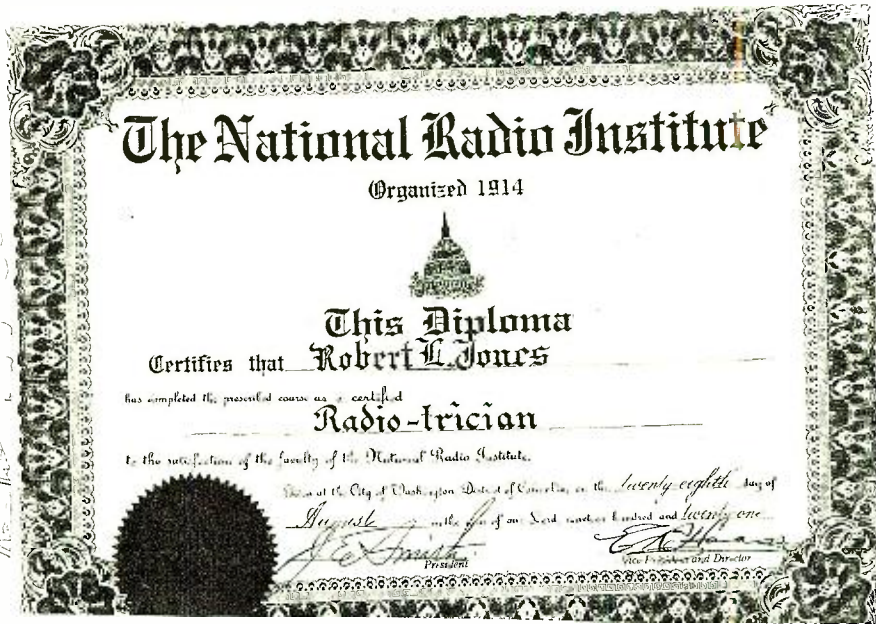 The National Radio Institute
Organized 1914
This Diploma
Certifies that Robert L. Jones
has completed the prescribed course as a certified
Radio-trician
to the satisfaction of the faculty of the National Radio Institute.
at the City of Washington District of Columbia, on the twenty eighth day of
August in the year of our Lord nineteen hundred and twenty one
J. E. Smith
President
Vice President and Director